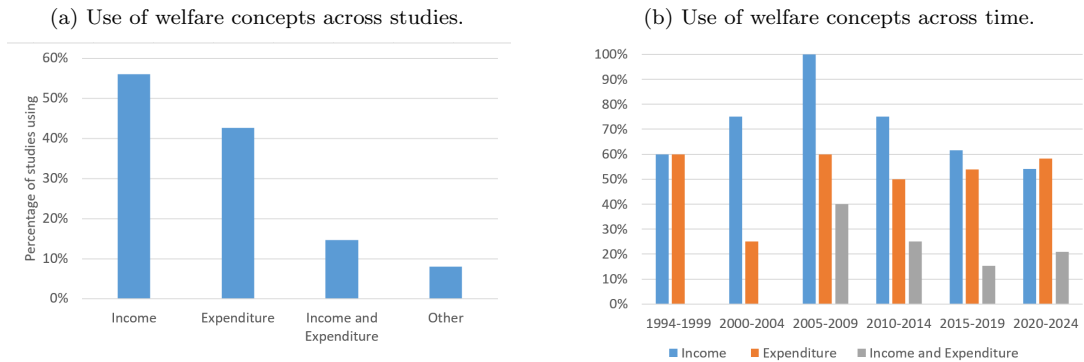 (a) Use of welfare concepts across studies.
Percentage of studies using
60%
50%
40%
30%
20%
10%
0%
Income
Expenditure
Income and
Expenditure
Other
(b) Use of welfare concepts across time.
100%
90%
80%
70%
60%
50%
40%
30%
20%
10%
0%
1994-1999 2000-2004 2005-2009 2010-2014 2015-2019 2020-2024
Income Expenditure Income and Expenditure